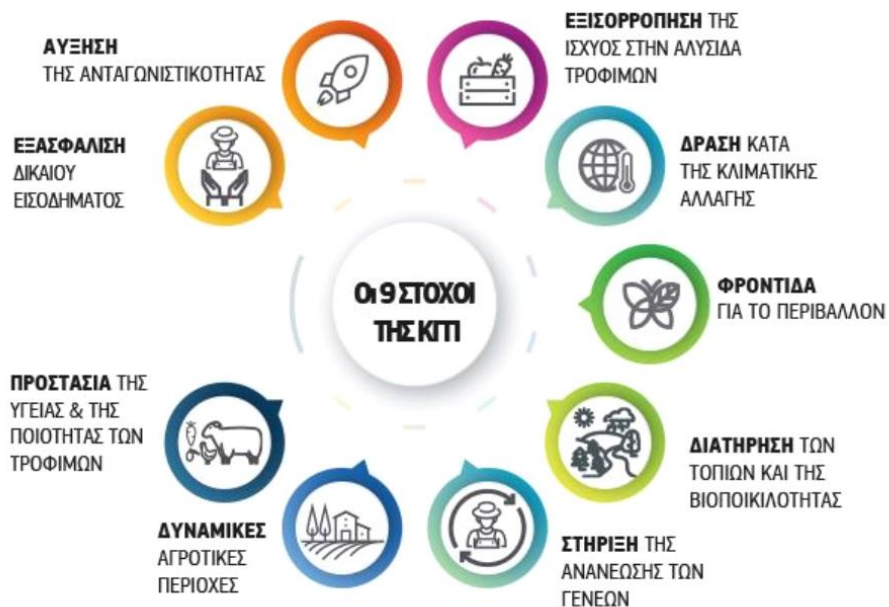 ΑΥΞΗΣΗ
ΤΗΣ ΑΝΤΑΓΩΝΙΣΤΙΚΟΤΗΤΑΣ
ΕΞΙΣΟΡΡΟΠΗΣΗ ΤΗΣ
ΙΣΧΥΟΣ ΣΤΗΝ ΑΛΥΣΙΔΑ
ΤΡΟΦΙΜΩΝ
ΕΞΑΣΦΑΛΙΣΗ
ΔΙΚΑΙΟΥ
ΕΙΣΟΔΗΜΑΤΟΣ
ΔΡΑΣΗ ΚΑΤΑ
ΤΗΣ ΚΛΙΜΑΤΙΚΗΣ
ΑΛΛΑΓΗΣ
Οι 9 ΣΤΟΧΟΙ
ΤΗΣ ΚΓΠ
ΦΡΟΝΤΙΔΑ
ΓΙΑ ΤΟ ΠΕΡΙΒΑΛΛΟΝ
ΠΡΟΣΤΑΣΙΑ ΤΗΣ
ΥΓΕΙΑΣ & ΤΗΣ
ΠΟΙΟΤΗΤΑΣ ΤΩΝ
ΤΡΟΦΙΜΩΝ
ΔΙΑΤΗΡΗΣΗ ΤΩΝ
ΤΟΠΙΩΝ ΚΑΙ ΤΗΣ
ΒΙΟΠΟΙΚΙΛΟΤΗΤΑΣ
ΔΥΝΑΜΙΚΕΣ
ΑΓΡΟΤΙΚΕΣ
ΠΕΡΙΟΧΕΣ
ΣΤΗΡΙΞΗ ΤΗΣ
ΑΝΑΝΕΩΣΗΣ ΤΩΝ
ΓΕΝΕΩΝ